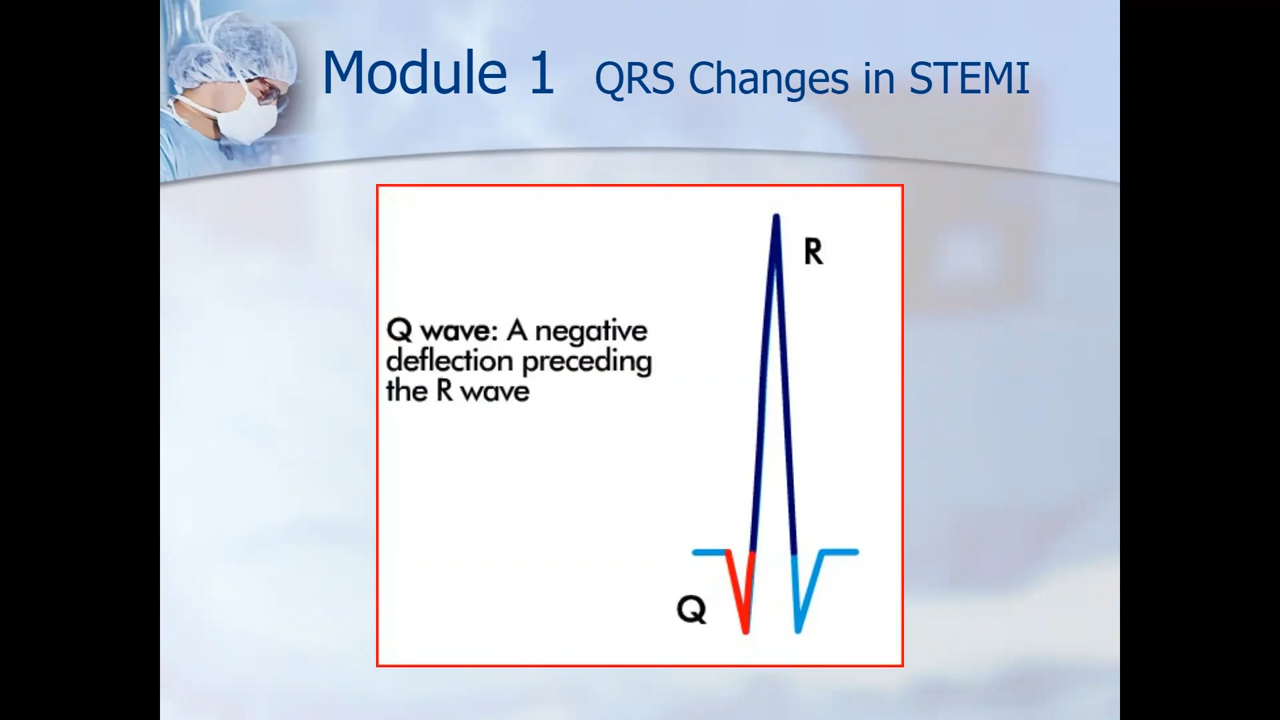 Module 1 QRS Changes in STEMI
R
Q wave: A negative
deflection preceding
the R wave
Q